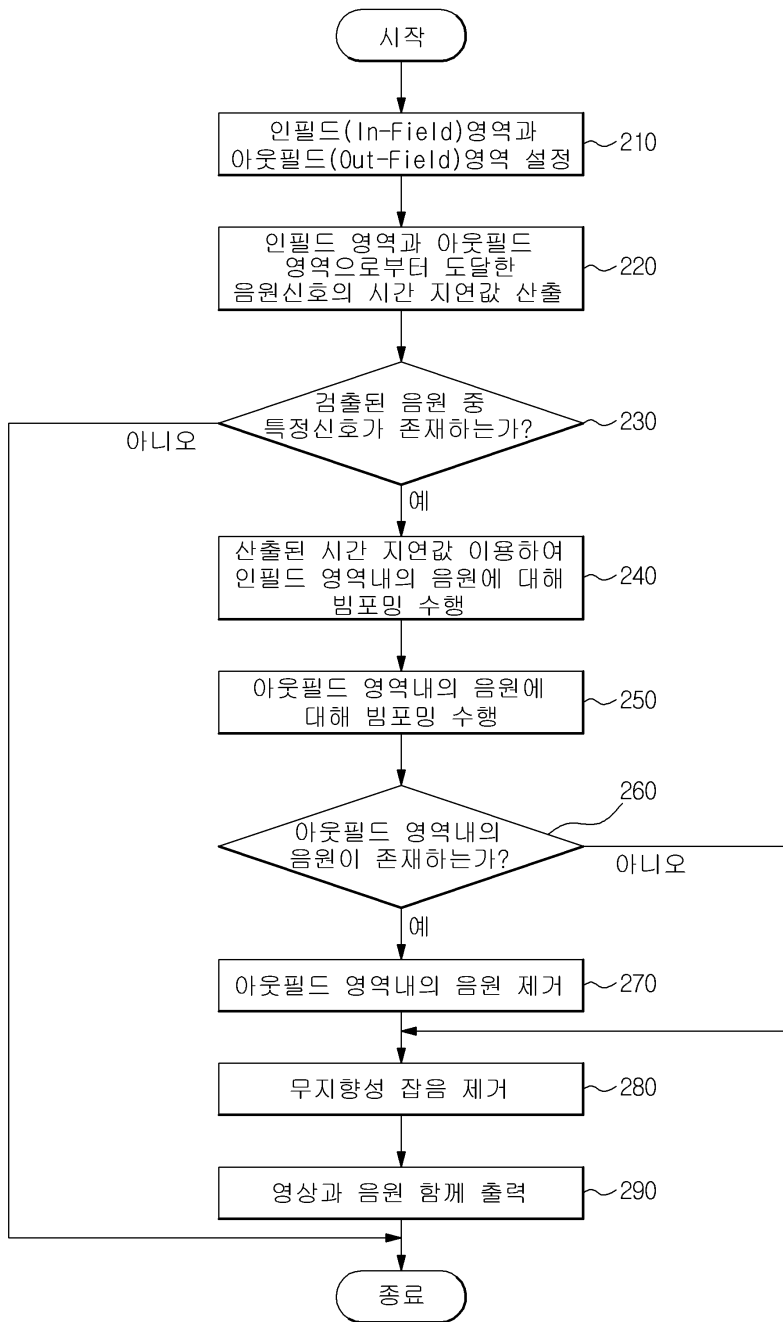 시작
인필드(In-Field)영역과
아웃필드(Out-Field)영역 설정
210
인필드 영역과 아웃필드
영역으로부터 도달한
음원신호의 시간 지연값 산출
220
검출된 음원 중
특정신호가 존재하는가?
230
아니오
예
산출된 시간 지연값 이용하여
인필드 영역내의 음원에 대해
빔포밍 수행
240
아웃필드 영역내의 음원에
대해 빔포밍 수행
250
260
아웃필드 영역내의
음원이 존재하는가?
아니오
예
아웃필드 영역내의 음원 제거
270
무지향성 잡음 제거
280
영상과 음원 함께 출력
290
종료